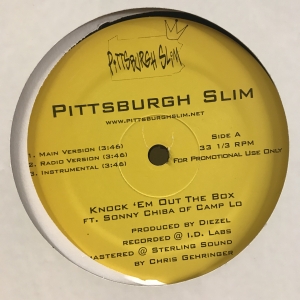 PITTSBURGH SLIM
PITTSBURGH SLIM
WWW.PITTSBURGHSLIM.NET
1. MAIN VERSION (3:46)
2. RADIO VERSION (3:46)
3. INSTRUMENTAL (3:46)
SIDE A
33 1/3 RPM
FOR PROMOTIONAL USE ONLY
KNOCK 'EM OUT THE BOX
FT. SONNY CHIBA OF CAMP LO
PRODUCED BY DIEZEL
RECORDED @ I.D. LABS
MASTERED @ STERLING SOUND
BY CHRIS GEHRINGER